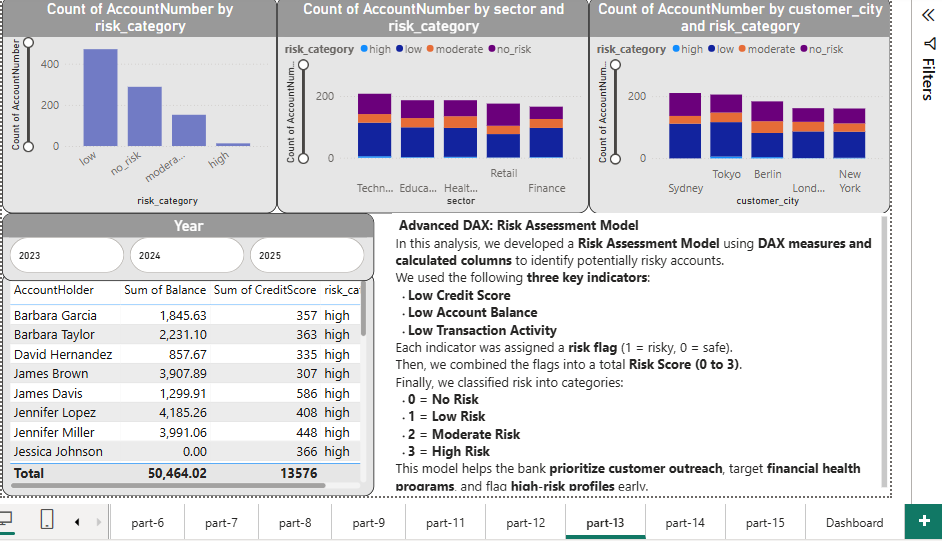 Count of AccountNumber by
risk_category
Count of AccountNumber
400
200
0
low
no_risk
modera...
high
risk_category
Count of AccountNumber by sector and
risk_category
risk_category high low moderate no_risk
Count of AccountNum...
200
0
Techn...
Educa...
Healt...
Retail
Finance
sector
Count of AccountNumber by customer_city
and risk_category
risk_category high low moderate no_risk
Count of AccountNum...
200
0
Sydney
Tokyo
Berlin
Lond...
New
York
customer_city
Filters
Year
2023
2024
2025
AccountHolder Sum of Balance Sum of CreditScore risk_ca
Barbara Garcia 1,845.63 357 high
Barbara Taylor 2,231.10 363 high
David Hernandez 857.67 335 high
James Brown 3,907.89 307 high
James Davis 1,299.91 586 high
Jennifer Lopez 4,185.26 408 high
Jennifer Miller 3,991.06 448 high
Jessica Johnson 0.00 366 high
Total 50,464.02 13576
Advanced DAX: Risk Assessment Model
In this analysis, we developed a Risk Assessment Model using DAX measures and
calculated columns to identify potentially risky accounts.
We used the following three key indicators:
· Low Credit Score
· Low Account Balance
· Low Transaction Activity
Each indicator was assigned a risk flag (1 = risky, 0 = safe).
Then, we combined the flags into a total Risk Score (0 to 3).
Finally, we classified risk into categories:
· 0 = No Risk
· 1 = Low Risk
· 2 = Moderate Risk
· 3 = High Risk
This model helps the bank prioritize customer outreach, target financial health
programs, and flag high-risk profiles early.
part-6 part-7 part-8 part-9 part-11 part-12 part-13 part-14 part-15 Dashboard